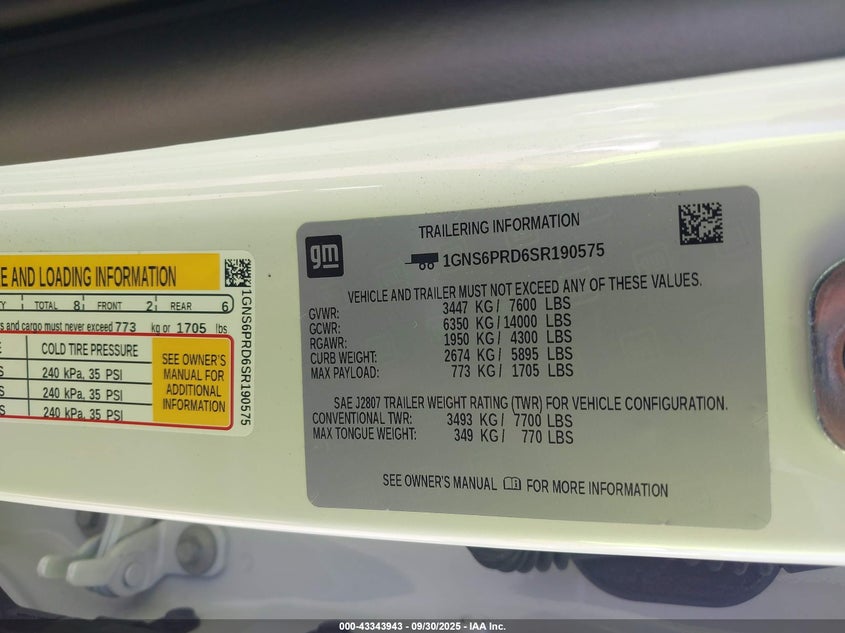 E AND LOADING INFORMATION
TOTAL 8 FRONT 2 REAR 6
s and cargo must never exceed 773 kg or 1705 lbs
COLD TIRE PRESSURE
240 kPa, 35 PSI
240 kPa, 35 PSI
240 kPa, 35 PSI
SEE OWNER'S
MANUAL FOR
ADDITIONAL
INFORMATION
1GNS6PRD6SR190575
gm
TRAILERING INFORMATION
1GNS6PRD6SR190575
VEHICLE AND TRAILER MUST NOT EXCEED ANY OF THESE VALUES.
GVWR: 3447 KG / 7600 LBS
GCWR: 6350 KG / 14000 LBS
RGAWR: 1950 KG / 4300 LBS
CURB WEIGHT: 2674 KG / 5895 LBS
MAX PAYLOAD: 773 KG / 1705 LBS
SAE J2807 TRAILER WEIGHT RATING (TWR) FOR VEHICLE CONFIGURATION.
CONVENTIONAL TWR: 3493 KG / 7700 LBS
MAX TONGUE WEIGHT: 349 KG / 770 LBS
SEE OWNER'S MANUAL FOR MORE INFORMATION
000-43343943 - 09/30/2025 - IAA Inc.